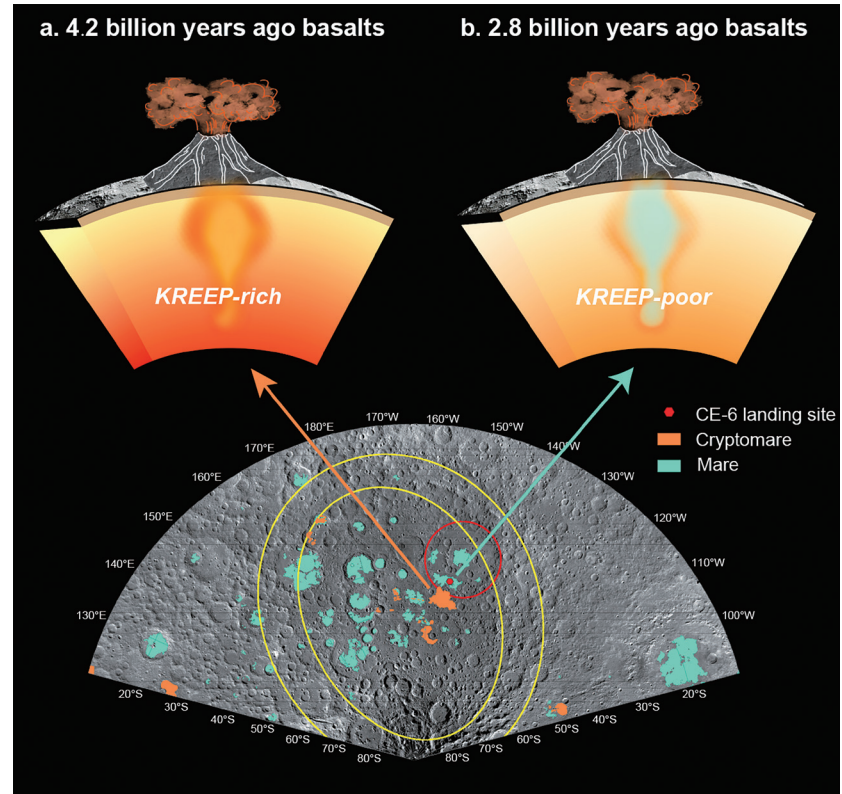 a. 4.2 billion years ago basalts
b. 2.8 billion years ago basalts
KREEP-rich
KREEP-poor
CE-6 landing site
Cryptomare
Mare
170°W
160°W
180°E
150°W
170°E
140°W
160°E
130°W
150°E
120°W
140°E
110°W
130°E
100°W
20°S
30°S
40°S
50°S
60°S
70°S
80°S
80°S
70°S
60°S
50°S
40°S
30°S
20°S